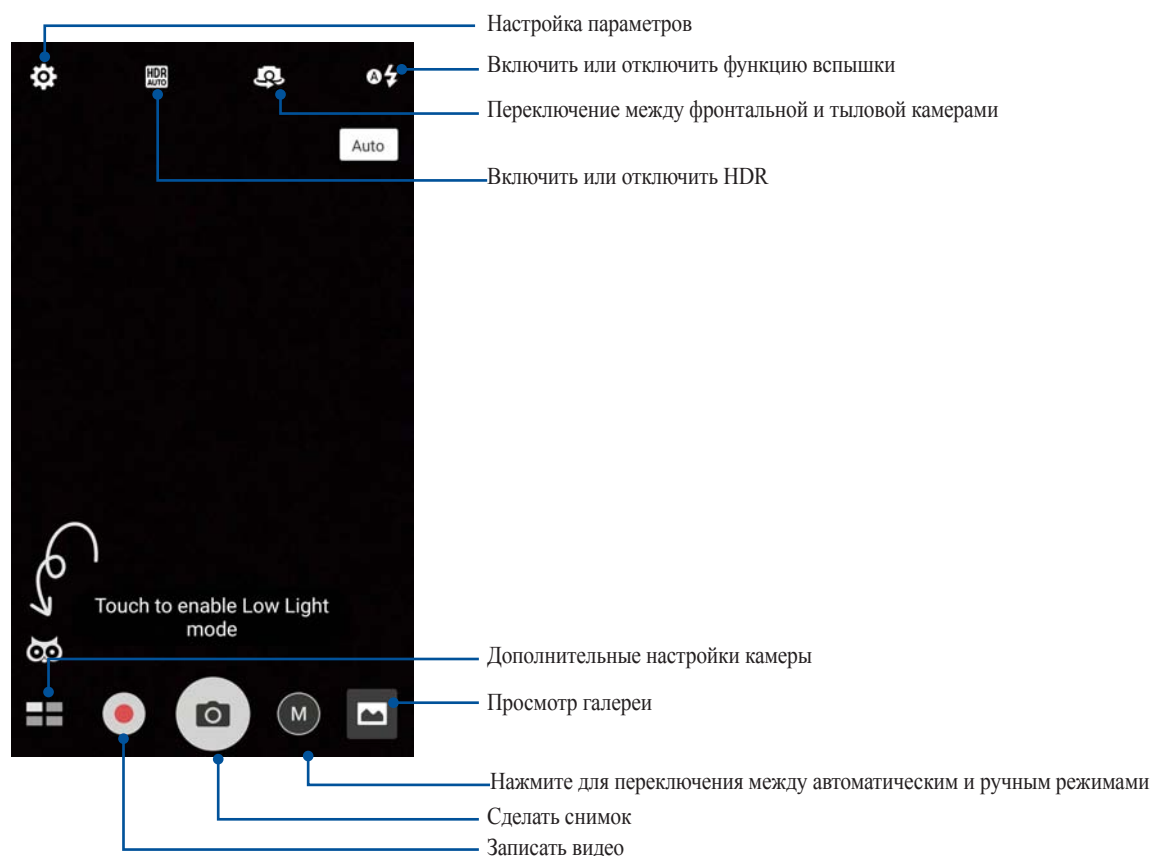 Настройка параметров
Включить или отключить функцию вспышки
HDR
AUTO
A
Переключение между фронтальной и тыловой камерами
Auto
Включить или отключить HDR
Touch to enable Low Light
mode
Дополнительные настройки камеры
Просмотр галереи
M
Нажмите для переключения между автоматическим и ручным режимами
Сделать снимок
Записать видео